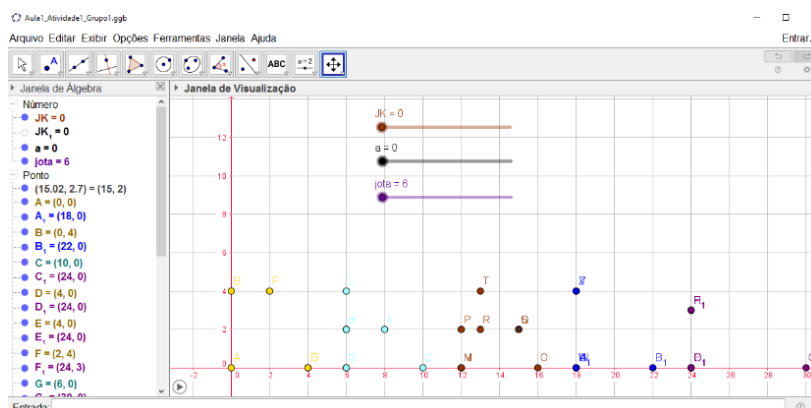 Aula1_Atividade1_Grupo1.ggb
Arquivo Editar Exibir Opções Ferramentas Janela Ajuda
Entrar.
A
ABC
a=2
Janela de Álgebra
Janela de Visualização
Número
JK = 0
JK₁ = 0
a = 0
jota = 6
Ponto
(15.02, 2.7) = (15, 2)
A = (0, 0)
A₁ = (18, 0)
B = (0, 4)
B₁ = (22, 0)
C = (10, 0)
C₁ = (24, 0)
D = (4, 0)
D₁ = (24, 0)
E = (4, 0)
E₁ = (24, 0)
F = (2, 4)
F₁ = (24, 3)
G = (6, 0)
JK = 0
a = 0
jota = 6
12
10
8
6
4
2
0
B F T
P R
A C M O B₁
-2 0 2 4 6 8 10 12 14 16 18 20 22 24 26 28 30
Entrada: